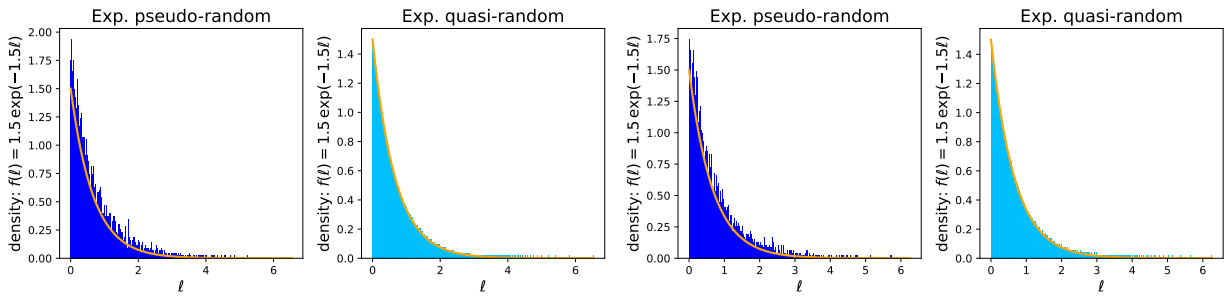 Exp. pseudo-random
density: f(ℓ) = 1.5 exp(−1.5ℓ)
2.00
1.75
1.50
1.25
1.00
0.75
0.50
0.25
0.00
0 2 4 6
ℓ
Exp. quasi-random
density: f(ℓ) = 1.5 exp(−1.5ℓ)
1.4
1.2
1.0
0.8
0.6
0.4
0.2
0.0
0 2 4 6
ℓ
Exp. pseudo-random
density: f(ℓ) = 1.5 exp(−1.5ℓ)
1.75
1.50
1.25
1.00
0.75
0.50
0.25
0.00
0 1 2 3 4 5 6
ℓ
Exp. quasi-random
density: f(ℓ) = 1.5 exp(−1.5ℓ)
1.4
1.2
1.0
0.8
0.6
0.4
0.2
0.0
0 1 2 3 4 5 6
ℓ